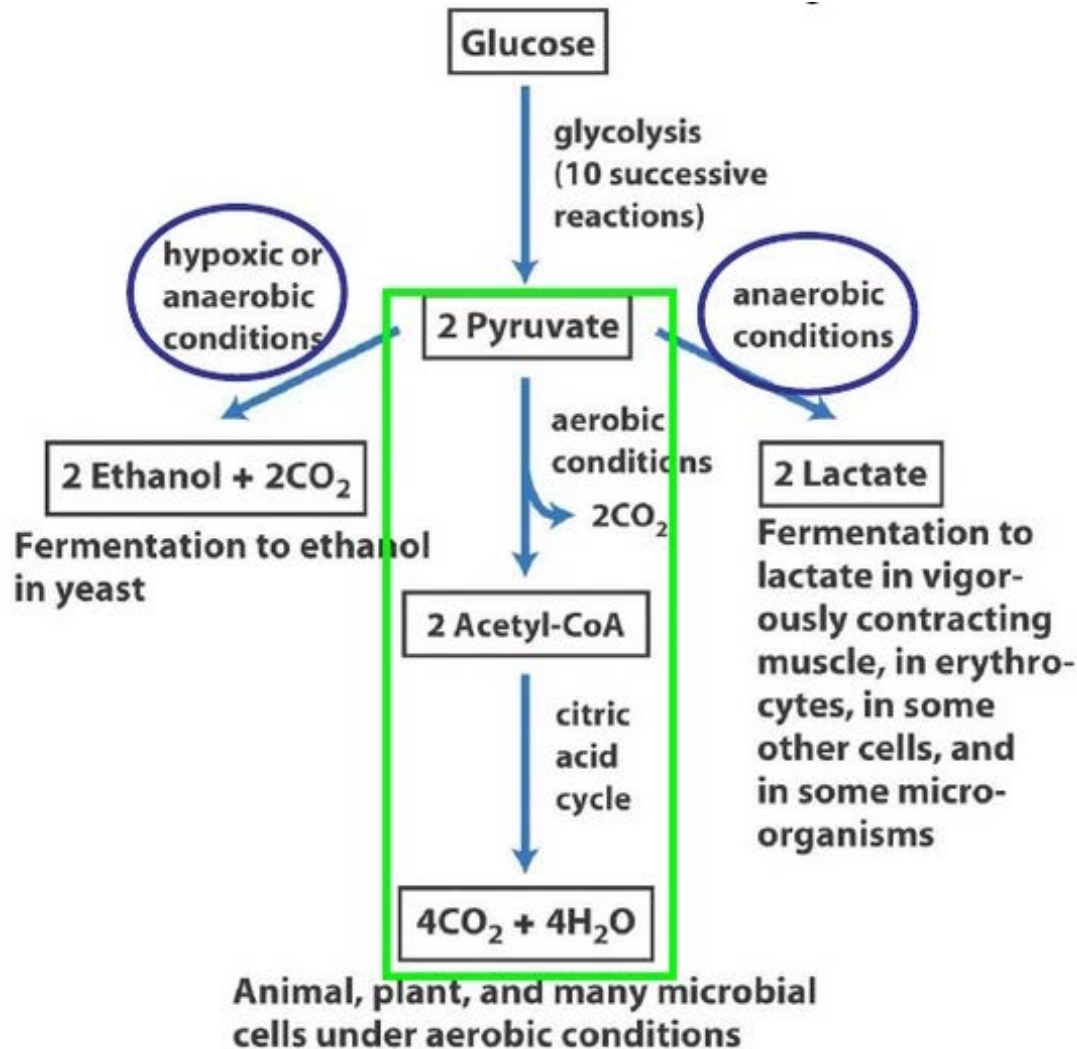 Glucose
glycolysis
(10 successive
reactions)
hypoxic or
anaerobic
conditions
anaerobic
conditions
2 Pyruvate
aerobic
conditions
2CO₂
2 Ethanol + 2CO₂
Fermentation to ethanol
in yeast
2 Lactate
Fermentation to
lactate in vigor-
ously contracting
muscle, in erythro-
cytes, in some
other cells, and
in some micro-
organisms
2 Acetyl-CoA
citric
acid
cycle
4CO₂ + 4H₂O
Animal, plant, and many microbial
cells under aerobic conditions